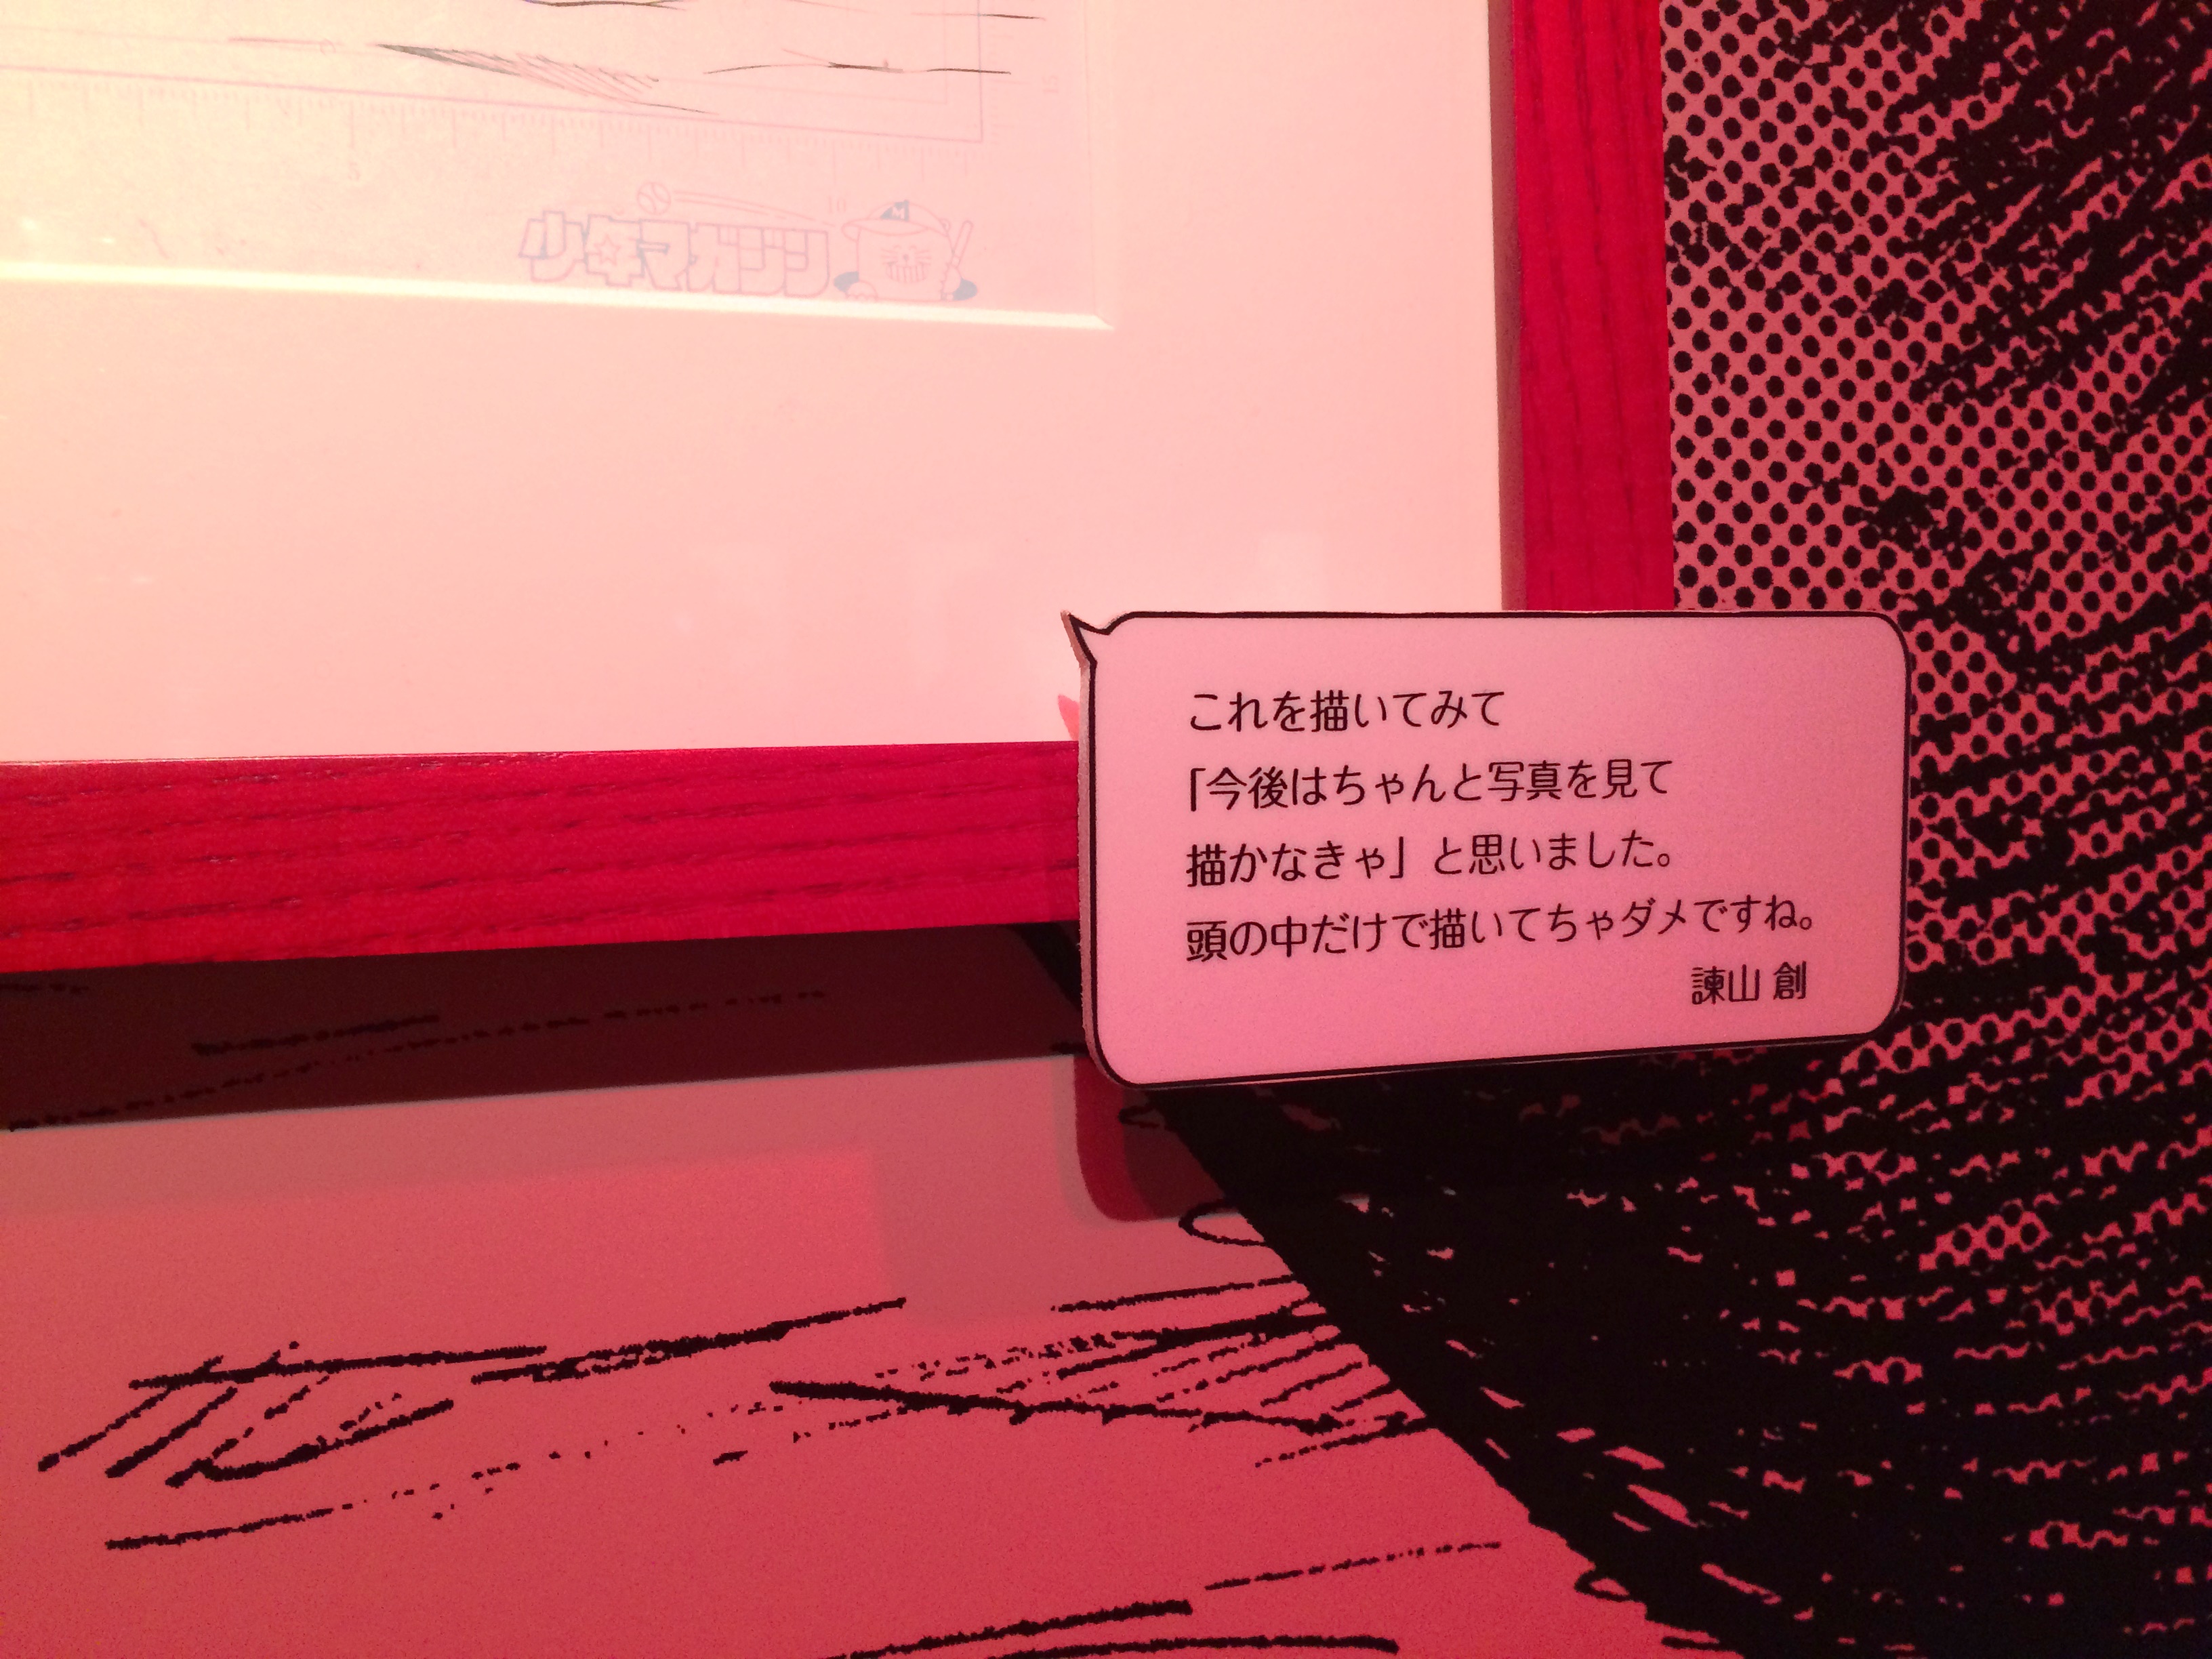 5
10
少年マガジン
M
これを描いてみて
「今後はちゃんと写真を見て
描かなきゃ」と思いました。
頭の中だけで描いてちゃダメですね。
諫山 創